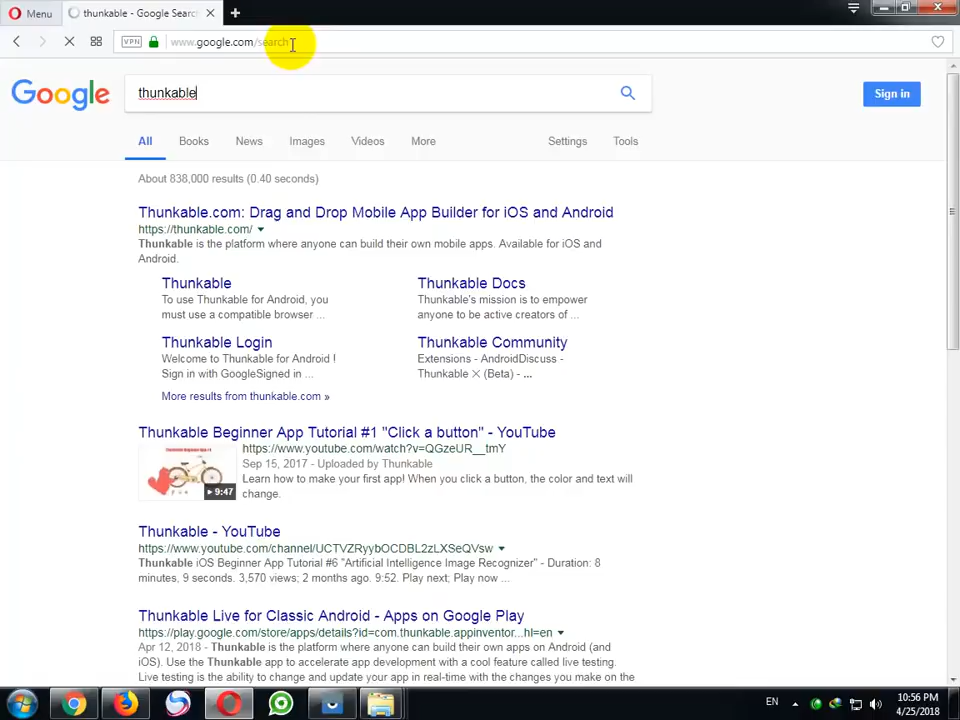 Menu
thunkable - Google Searc
VPN
www.google.com/search
Google
thunkable
Sign in
All Books News Images Videos More Settings Tools
About 838,000 results (0.40 seconds)
Thunkable.com: Drag and Drop Mobile App Builder for iOS and Android
https://thunkable.com/
Thunkable is the platform where anyone can build their own mobile apps. Available for iOS and
Android.
Thunkable
To use Thunkable for Android, you
must use a compatible browser ...
Thunkable Docs
Thunkable's mission is to empower
anyone to be active creators of ...
Thunkable Login
Welcome to Thunkable for Android !
Sign in with GoogleSigned in ...
Thunkable Community
Extensions - AndroidDiscuss -
Thunkable X (Beta) - ...
More results from thunkable.com »
Thunkable Beginner App Tutorial #1 "Click a button" - YouTube
https://www.youtube.com/watch?v=QGzeUR__tmY
Sep 15, 2017 - Uploaded by Thunkable
Learn how to make your first app! When you click a button, the color and text will
change.
9:47
Thunkable - YouTube
https://www.youtube.com/channel/UCTVZRyybOCDBL2zLXSeQVsw
Thunkable iOS Beginner App Tutorial #6 "Artificial Intelligence Image Recognizer" - Duration: 8
minutes, 9 seconds. 3,570 views; 2 months ago. 9:52. Play next; Play now ...
Thunkable Live for Classic Android - Apps on Google Play
https://play.google.com/store/apps/details?id=com.thunkable.appinventor...hl=en
Apr 12, 2018 - Thunkable is the platform where anyone can build their own mobile apps on Android (and
iOS). Use the Thunkable app to accelerate app development with a cool feature called live testing.
Live testing is the ability to change and update your app in real-time with the changes you make on the
EN
10:56 PM
4/25/2018